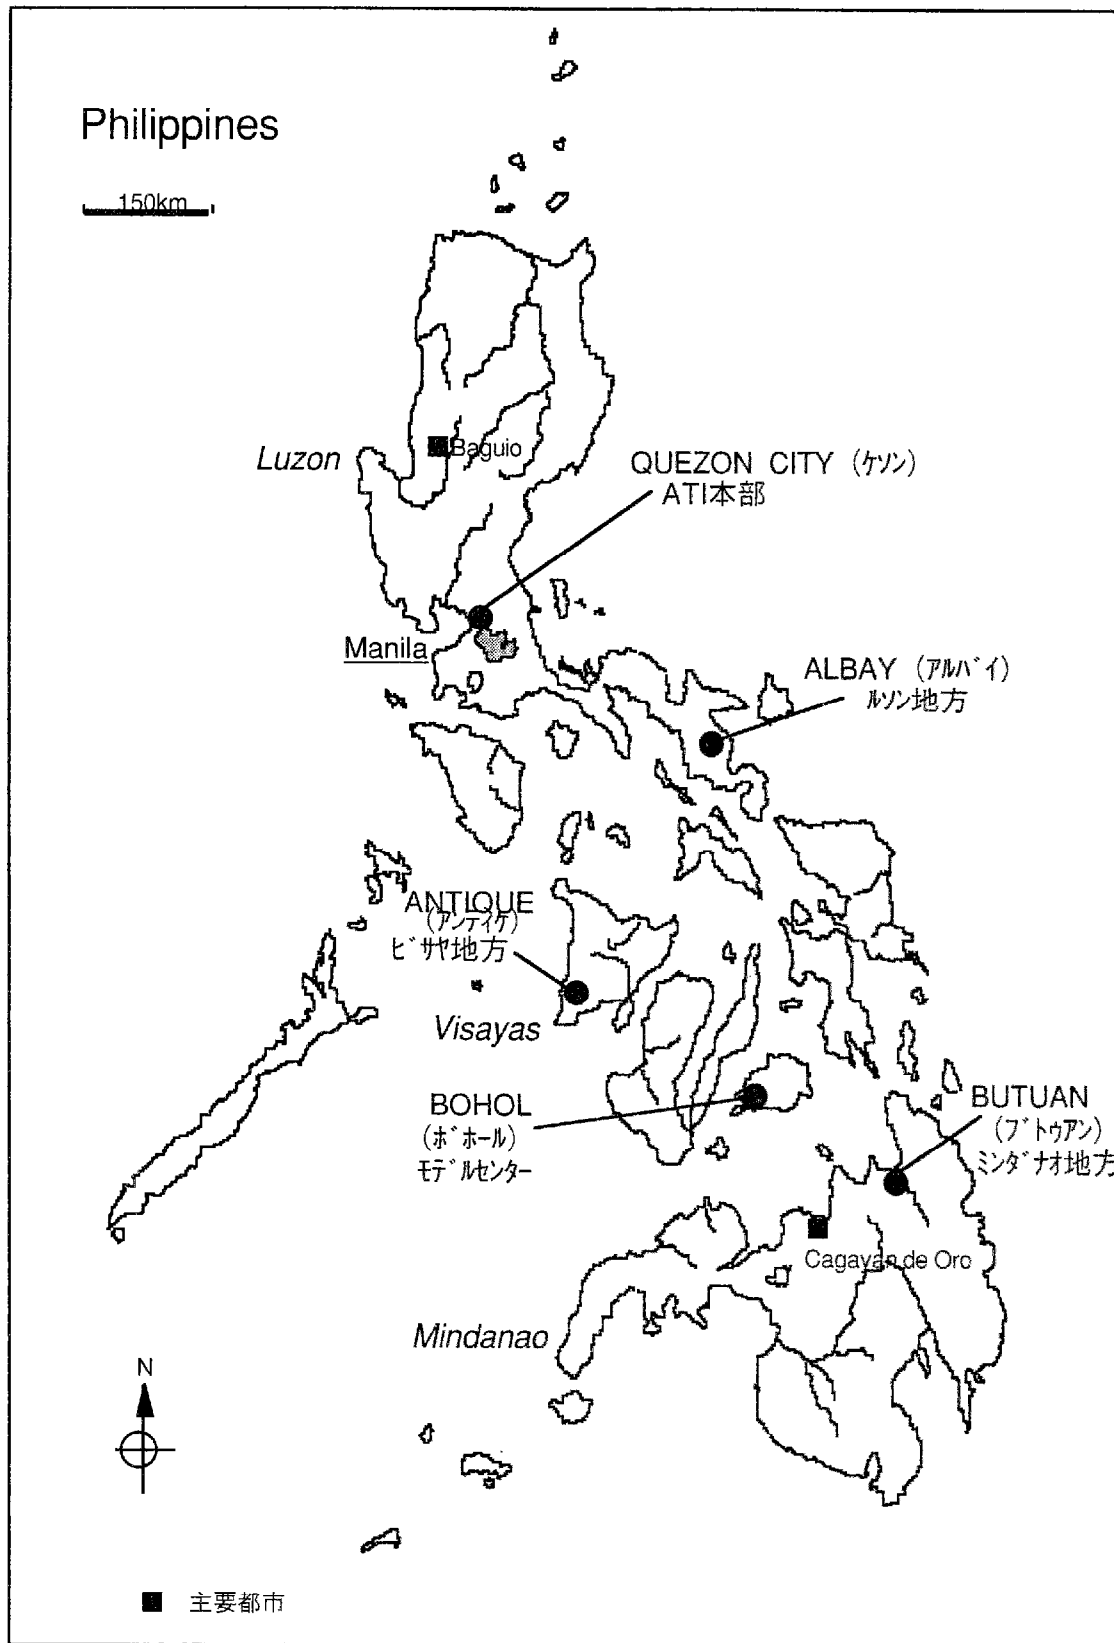 Philippines
150km
Baguio
Luzon
QUEZON CITY (ｹｿﾝ)
ATI本部
Manila
ALBAY (ｱﾙﾊﾞｲ)
ﾙｿﾝ地方
ANTIQUE
(ｱﾝﾃｨｹ)
ﾋﾞｻﾔ地方
Visayas
BOHOL
(ﾎﾞﾎｰﾙ)
ﾓﾃﾞﾙｾﾝﾀｰ
BUTUAN
(ﾌﾞﾄｩｱﾝ)
ﾐﾝﾀﾞﾅｵ地方
Cagayan de Oro
Mindanao
N
主要都市